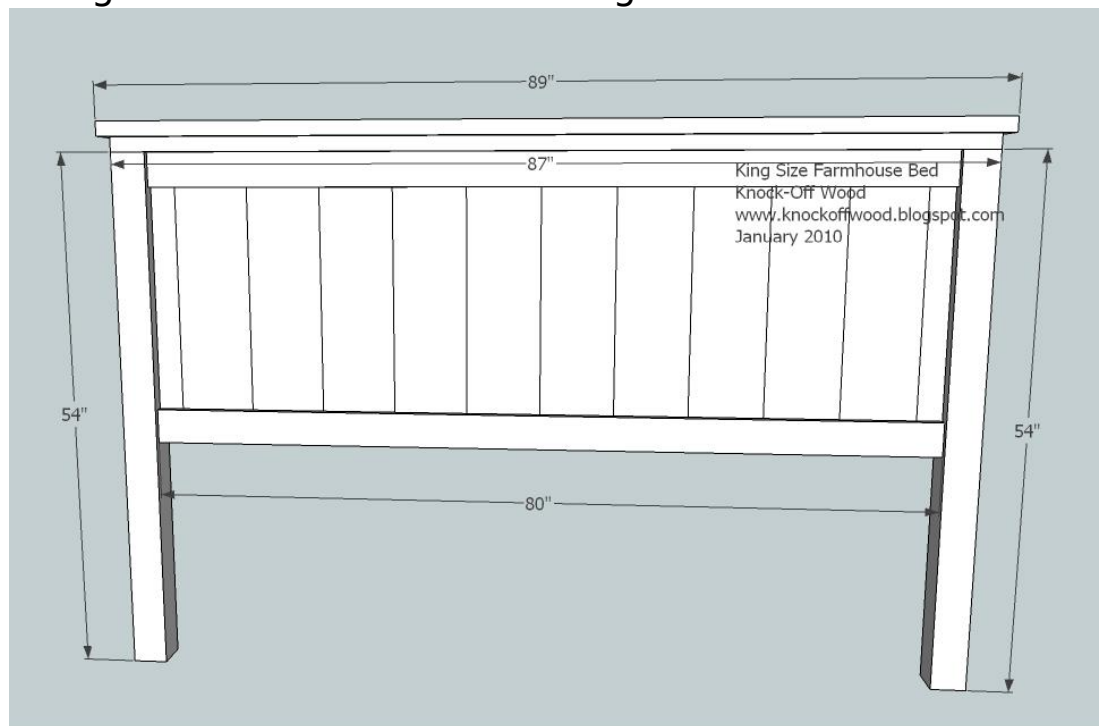 89"
87"
King Size Farmhouse Bed
Knock-Off Wood
www.knockoffwood.blogspot.com
January 2010
54"
54"
80"